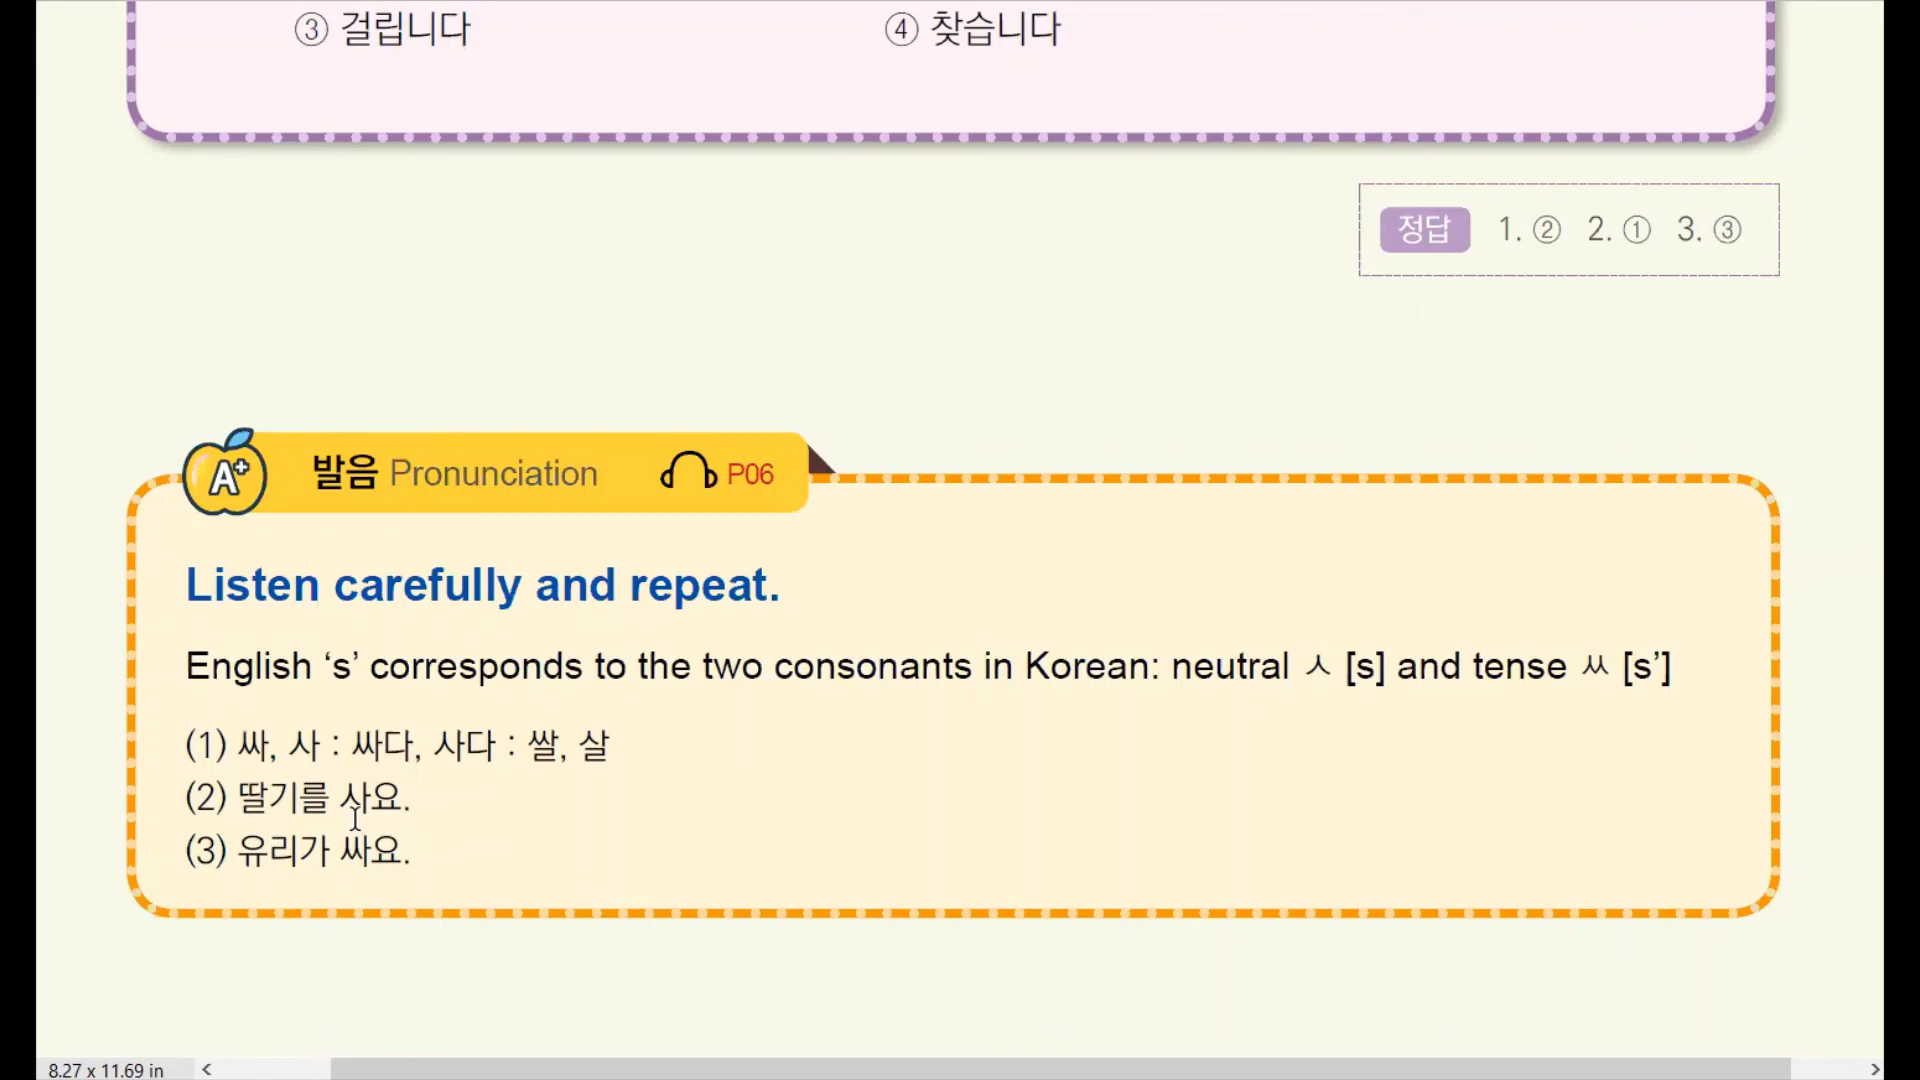 ③ 걸립니다 ④ 찾습니다
정답 1. ② 2. ① 3. ③
A+ 발음 Pronunciation P06
Listen carefully and repeat.
English ‘s’ corresponds to the two consonants in Korean: neutral ㅅ [s] and tense ㅆ [s’]
(1) 싸, 사 : 싸다, 사다 : 쌀, 살
(2) 딸기를 사요.
(3) 유리가 싸요.
8.27 x 11.69 in